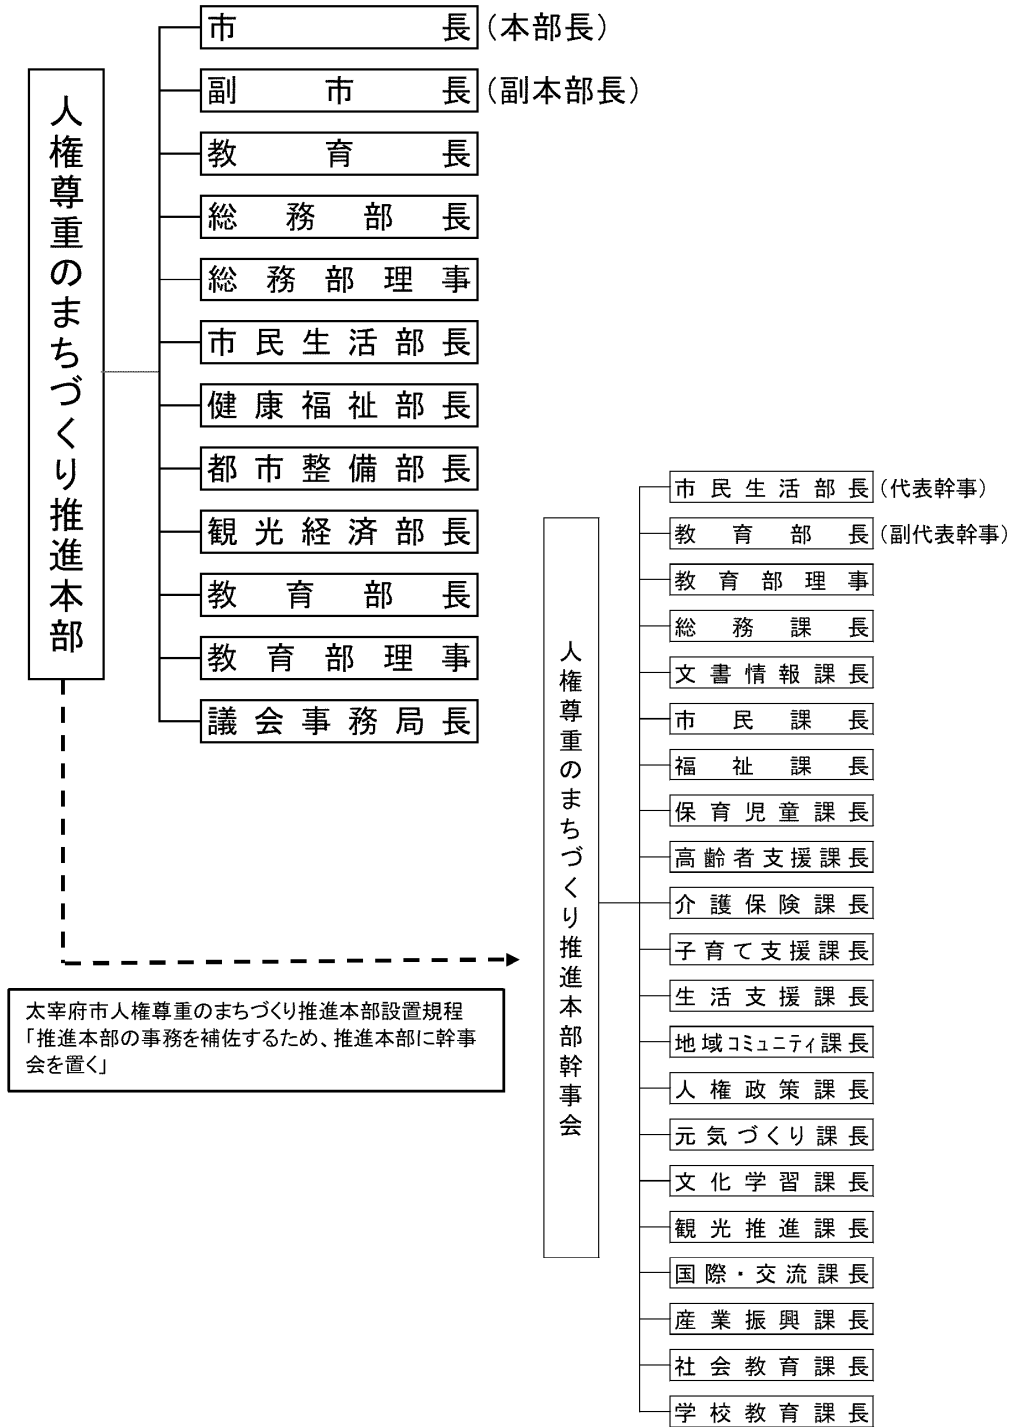 人権尊重のまちづくり推進本部
市長(本部長)
副市長(副本部長)
教育長
総務部長
総務部理事
市民生活部長
健康福祉部長
都市整備部長
観光経済部長
教育部長
教育部理事
議会事務局長
太宰府市人権尊重のまちづくり推進本部設置規程
「推進本部の事務を補佐するため、推進本部に幹事
会を置く」
人権尊重のまちづくり推進本部幹事会
市民生活部長(代表幹事)
教育部長(副代表幹事)
教育部理事
総務課長
文書情報課長
市民課長
福祉課長
保育児童課長
高齢者支援課長
介護保険課長
子育て支援課長
生活支援課長
地域コミュニティ課長
人権政策課長
元気づくり課長
文化学習課長
観光推進課長
国際・交流課長
産業振興課長
社会教育課長
学校教育課長